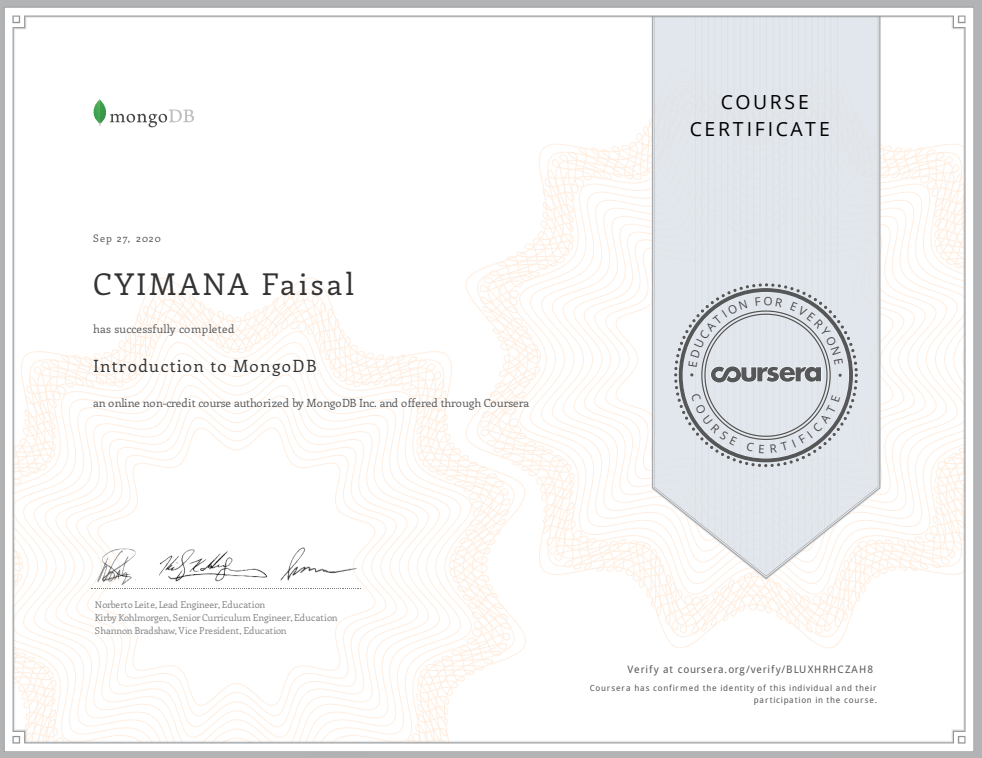 mongoDB
COURSE
CERTIFICATE
Sep 27, 2020
CYIMANA Faisal
has successfully completed
Introduction to MongoDB
an online non-credit course authorized by MongoDB Inc. and offered through Coursera
EDUCATION FOR EVERYONE
coursera
COURSE CERTIFICATE
Norberto Leite, Lead Engineer, Education
Kirby Kohlmorgen, Senior Curriculum Engineer, Education
Shannon Bradshaw, Vice President, Education
Verify at coursera.org/verify/BLUXHRHCZAH8
Coursera has confirmed the identity of this individual and their
participation in the course.